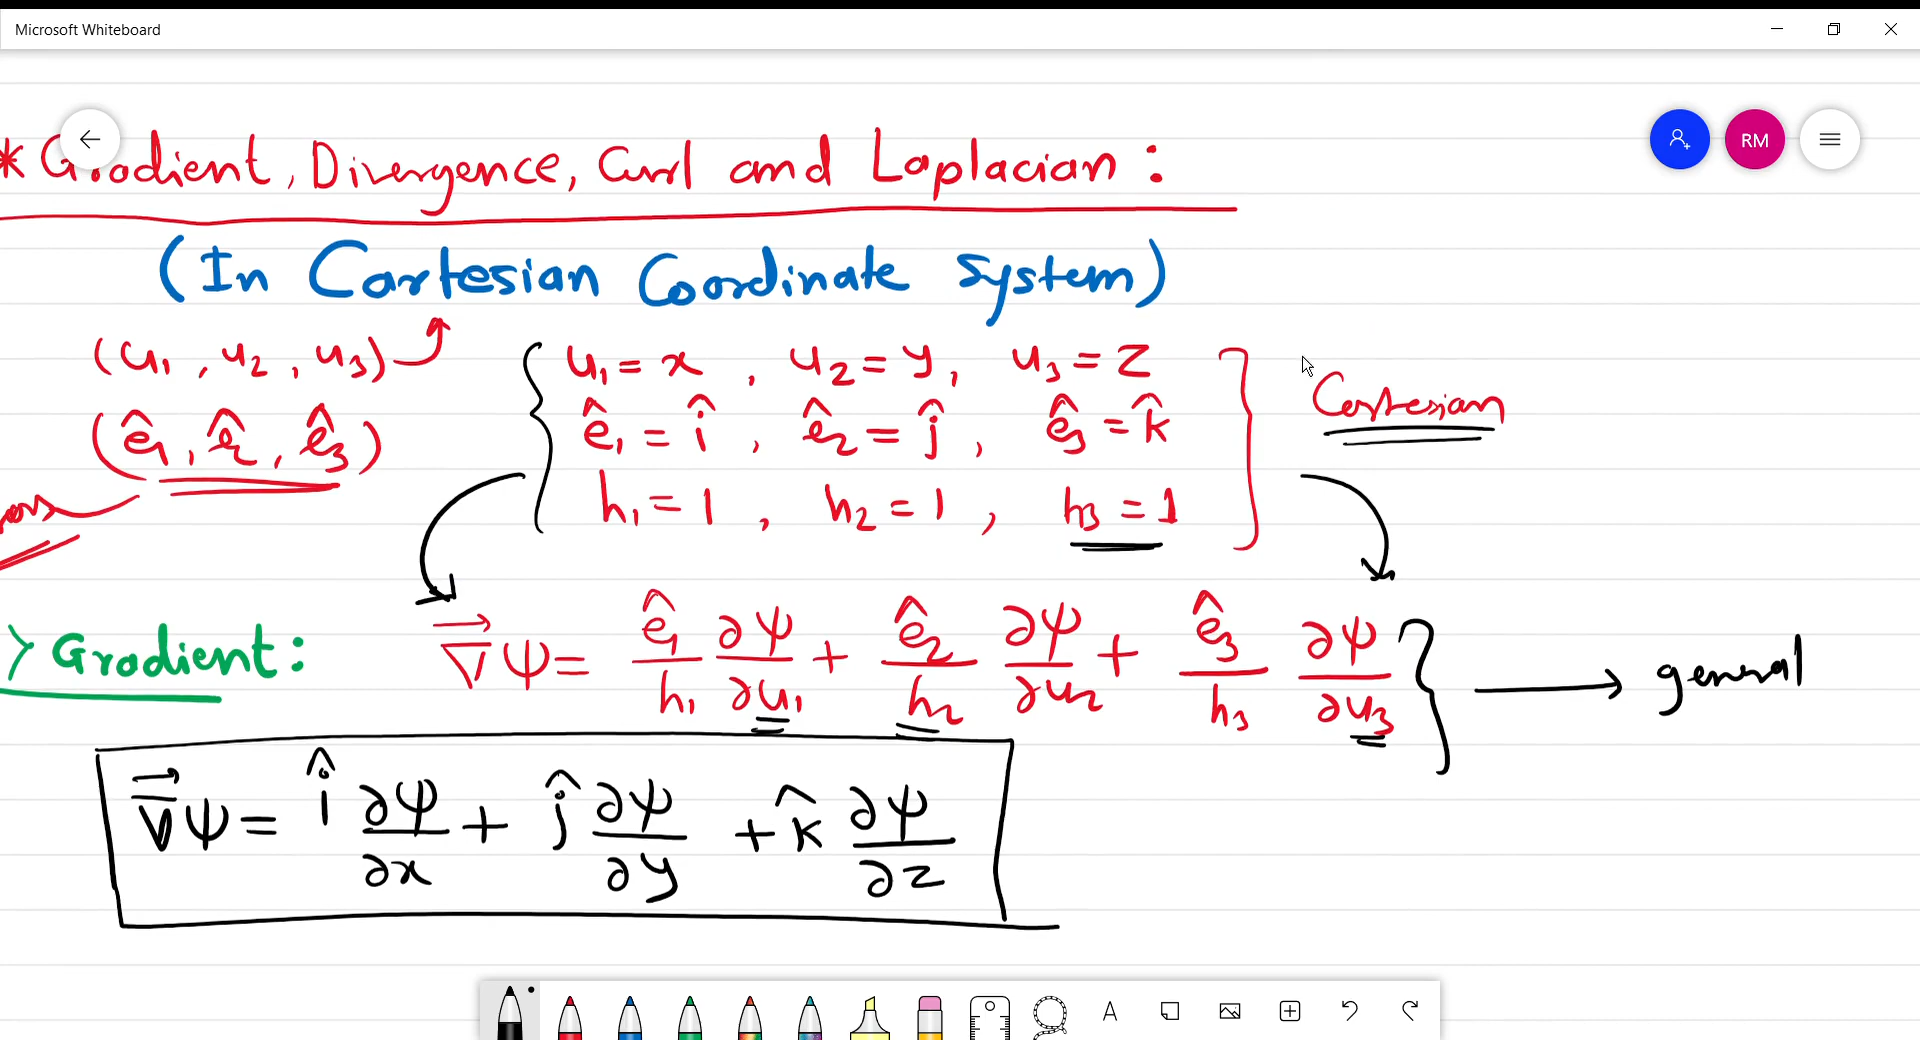 Microsoft Whiteboard
RM
* Gradient, Divergence, Curl and Laplacian :
(In Cartesian Coordinate System)
(u₁, u₂, u₃)
u₁ = x, u₂ = y, u₃ = z
Cartesian
(ê₁, ê₂, ê₃)
ê₁ = î, ê₂ = ĵ, ê₃ = k̂
h₁ = 1, h₂ = 1, h₃ = 1
Gradient: ∇⃗ψ = ê₁/h₁ ∂ψ/∂u₁ + ê₂/h₂ ∂ψ/∂u₂ + ê₃/h₃ ∂ψ/∂u₃ } → general
∇⃗ψ = î ∂ψ/∂x + ĵ ∂ψ/∂y + k̂ ∂ψ/∂z